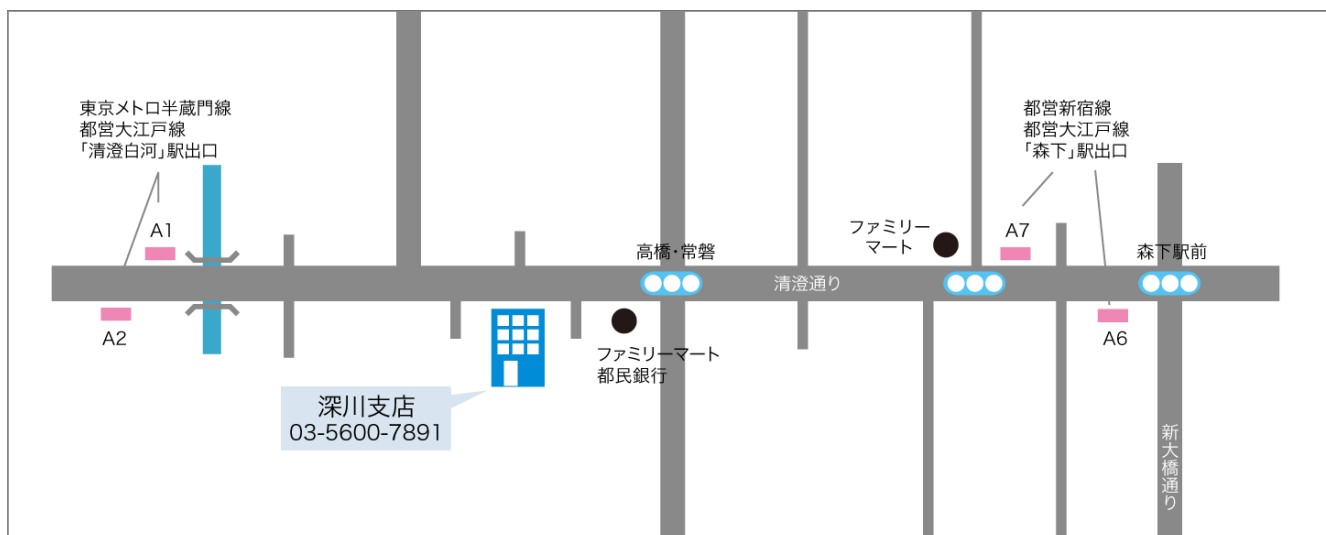 東京メトロ半蔵門線
都営大江戸線
「清澄白河」駅出口
A1
A2
深川支店
03-5600-7891
ファミリーマート
都民銀行
高橋・常磐
清澄通り
ファミリー
マート
都営新宿線
都営大江戸線
「森下」駅出口
A7
A6
森下駅前
新大橋通り